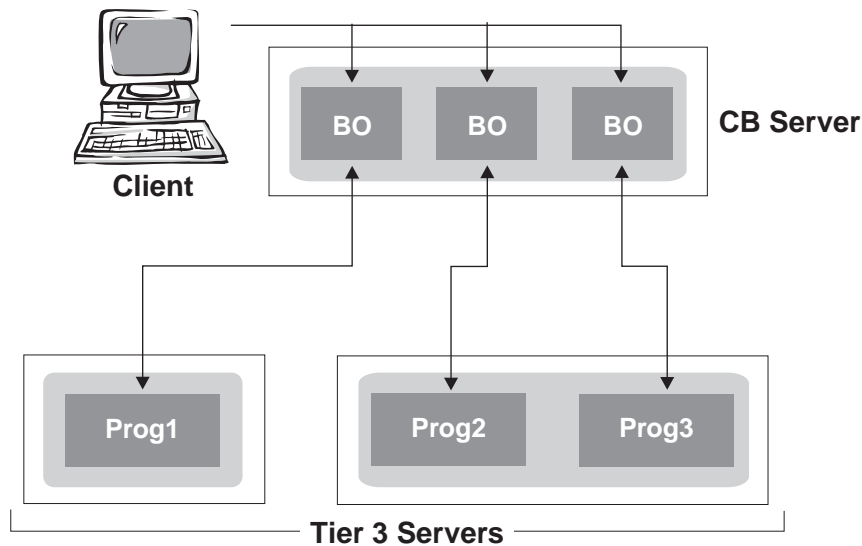 BO BO BO
CB Server
Client
Prog1
Prog2 Prog3
Tier 3 Servers